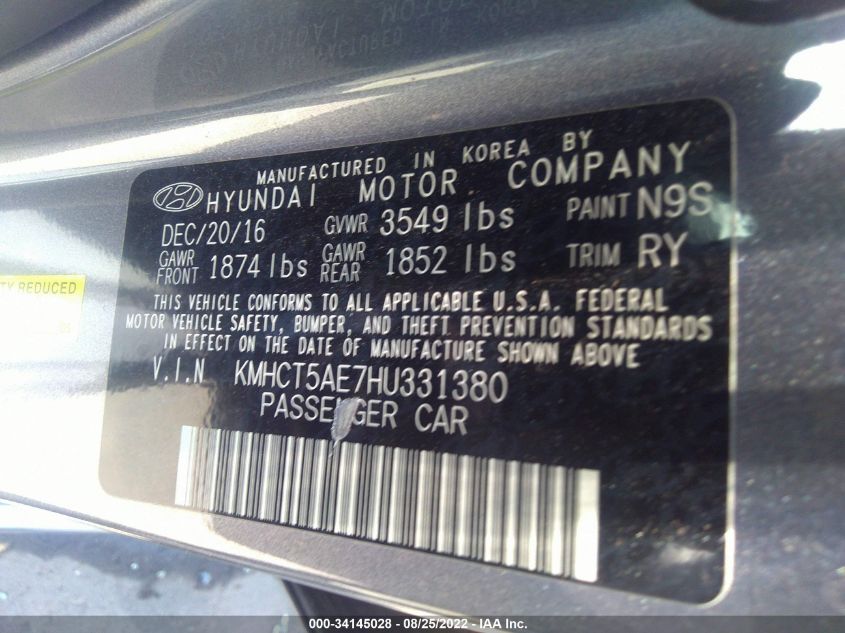 MANUFACTURED IN KOREA BY
HYUNDAI MOTOR COMPANY
DEC/20/16 GVWR 3549 lbs PAINT N9S
GAWR FRONT 1874 lbs GAWR REAR 1852 lbs TRIM RY
THIS VEHICLE CONFORMS TO ALL APPLICABLE U.S.A. FEDERAL
MOTOR VEHICLE SAFETY, BUMPER, AND THEFT PREVENTION STANDARDS
IN EFFECT ON THE DATE OF MANUFACTURE SHOWN ABOVE
V.I.N KMHCT5AE7HU331380
PASSENGER CAR
REDUCED
000-34145028 - 08/25/2022 - IAA Inc.